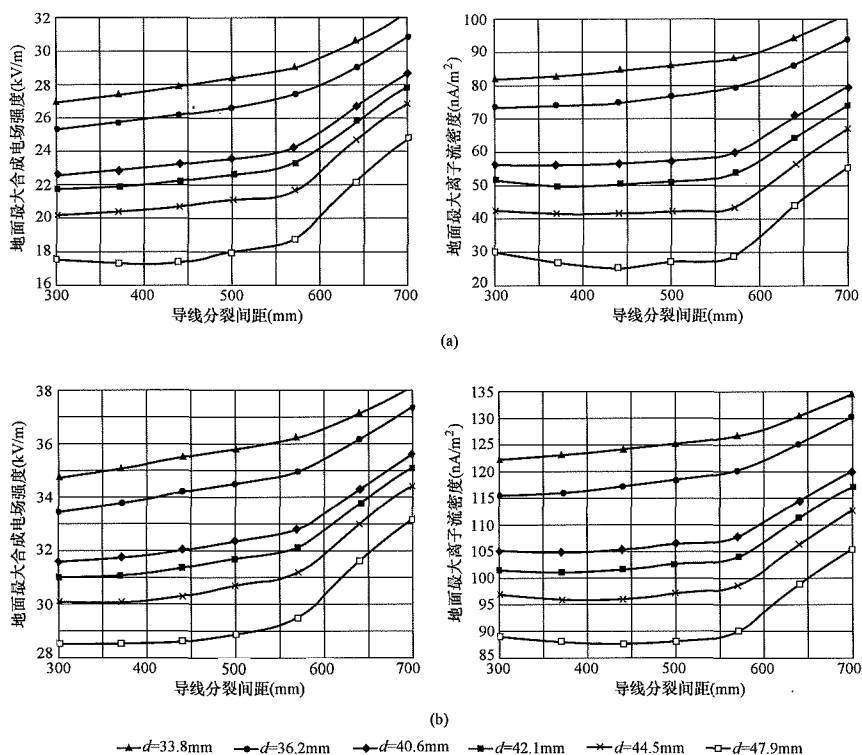 地面最大合成电场强度(kV/m)
32
30
28
26
24
22
20
18
16
300 400 500 600 700
导线分裂间距(mm)
地面最大离子流密度(nA/m²)
100
90
80
70
60
50
40
30
20
300 400 500 600 700
导线分裂间距(mm)
(a)
地面最大合成电场强度(kV/m)
38
36
34
32
30
28
300 400 500 600 700
导线分裂间距(mm)
地面最大离子流密度(nA/m²)
135
130
125
120
115
110
105
100
95
90
85
300 400 500 600 700
导线分裂间距(mm)
(b)
d=33.8mm d=36.2mm d=40.6mm d=42.1mm d=44.5mm d=47.9mm